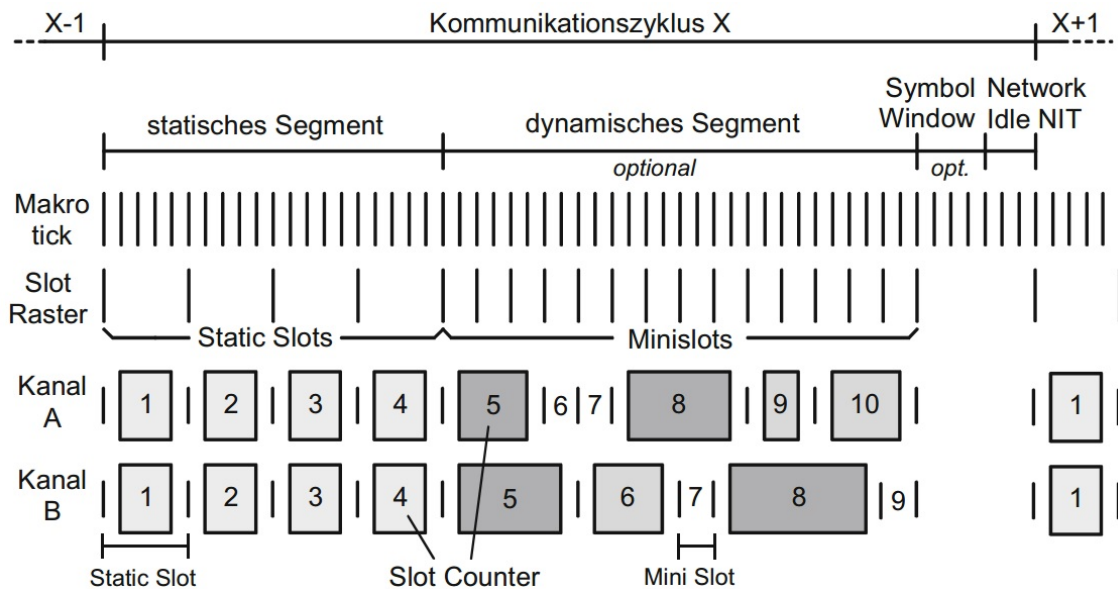 X-1 Kommunikationszyklus X X+1
Symbol Network
statisches Segment dynamisches Segment Window Idle NIT
optional opt.
Makro
tick
Slot
Raster
Static Slots Minislots
Kanal
A
1 2 3 4 5 6 7 8 9 10 1
Kanal
B
1 2 3 4 5 6 7 8 9 1
Static Slot Slot Counter Mini Slot